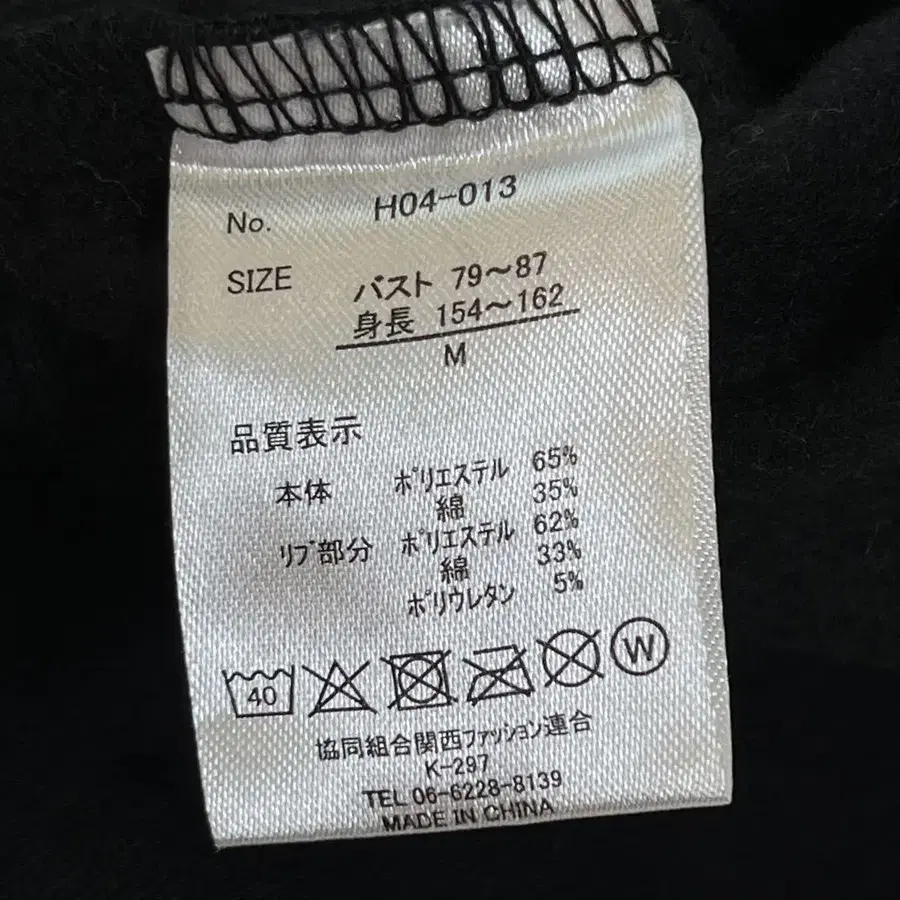 No. H04-013
SIZE バスト 79～87
身長 154～162
M
品質表示
本体 ポリエステル 65%
綿 35%
リブ部分 ポリエステル 62%
綿 33%
ポリウレタン 5%
40 W
協同組合関西ファッション連合
K-297
TEL 06-6228-8139
MADE IN CHINA